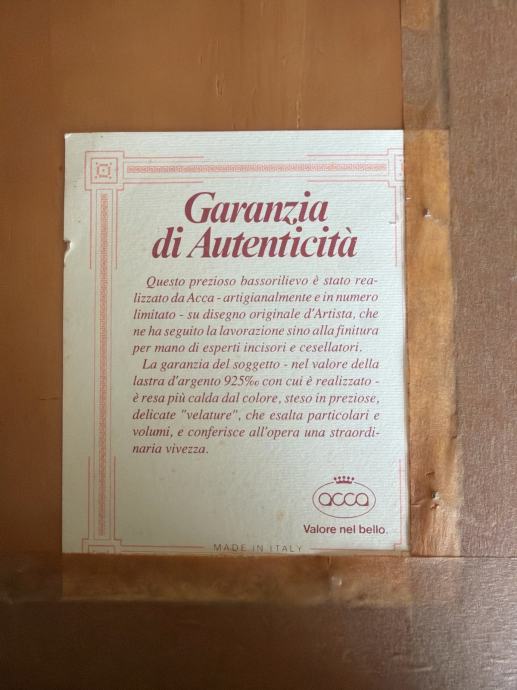 Garanzia
di Autenticità
Questo prezioso bassorilievo è stato rea-
lizzato da Acca - artigianalmente e in numero
limitato - su disegno originale d'Artista, che
ne ha seguito la lavorazione sino alla finitura
per mano di esperti incisori e cesellatori.
La garanzia del soggetto - nel valore della
lastra d'argento 925‰ con cui è realizzato -
è resa più calda dal colore, steso in preziose,
delicate "velature", che esalta particolari e
volumi, e conferisce all'opera una straordi-
naria vivezza.
acca
Valore nel bello.
MADE IN ITALY